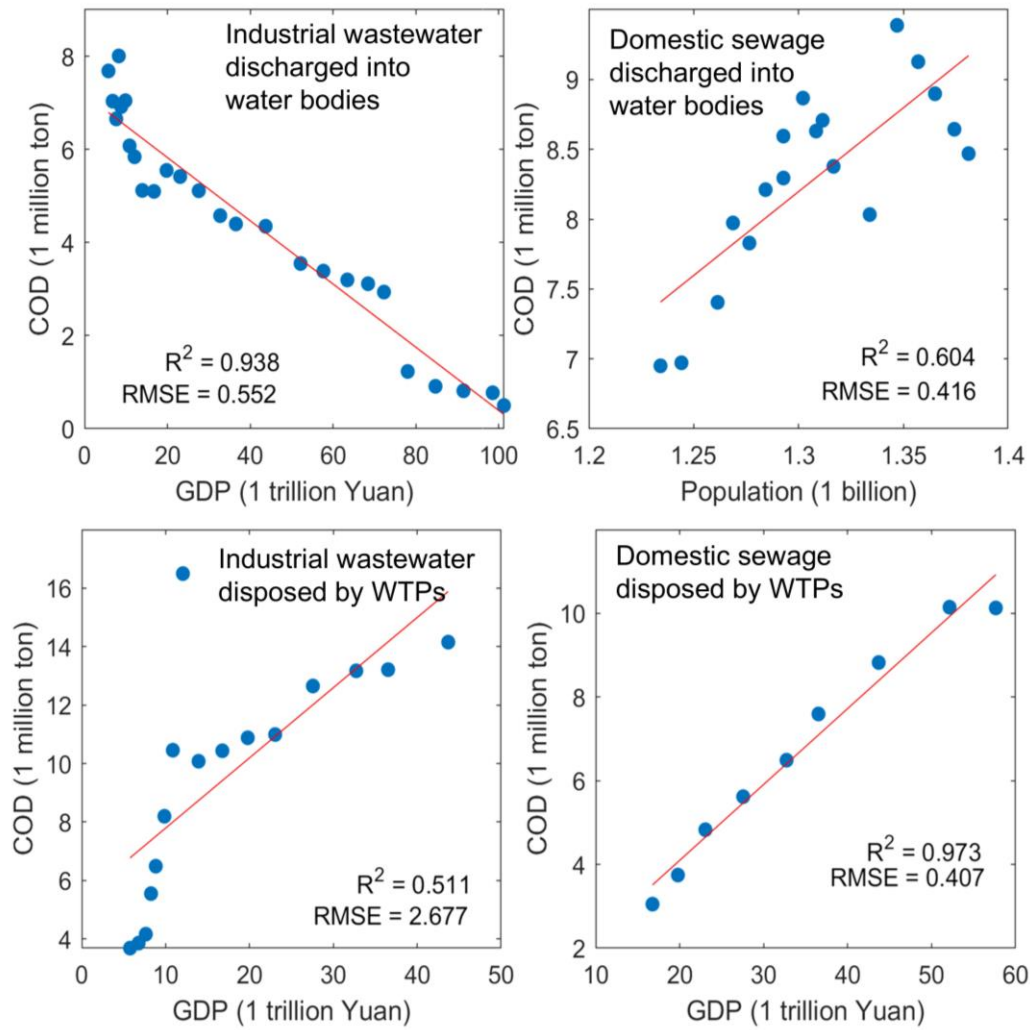 Industrial wastewater
discharged into
water bodies
R² = 0.938
RMSE = 0.552
8
6
4
2
0
0 20 40 60 80 100
COD (1 million ton)
GDP (1 trillion Yuan)
Domestic sewage
discharged into
water bodies
R² = 0.604
RMSE = 0.416
9
8.5
8
7.5
7
6.5
1.2 1.25 1.3 1.35 1.4
COD (1 million ton)
Population (1 billion)
Industrial wastewater
disposed by WTPs
R² = 0.511
RMSE = 2.677
16
14
12
10
8
6
4
0 10 20 30 40 50
COD (1 million ton)
GDP (1 trillion Yuan)
Domestic sewage
disposed by WTPs
R² = 0.973
RMSE = 0.407
10
8
6
4
2
10 20 30 40 50 60
COD (1 million ton)
GDP (1 trillion Yuan)